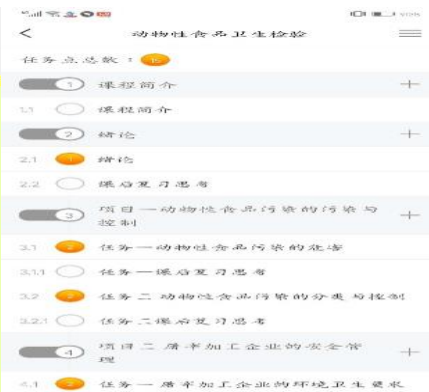 动物性食品卫生检验
任务点总数：15
1 课程简介
1.1 课程简介
2 绪论
2.1 1 绪论
2.2 课后复习思考
3 项目一动物性食品污染的污染与
控制
3.1 2 任务一动物性食品污染的危害
3.1.1 任务一课后复习思考
3.2 2 任务二动物性食品污染的分类与控制
3.2.1 任务二课后复习思考
4 项目二屠宰加工企业的安全管
理
4.1 2 任务一屠宰加工企业的环境卫生要求